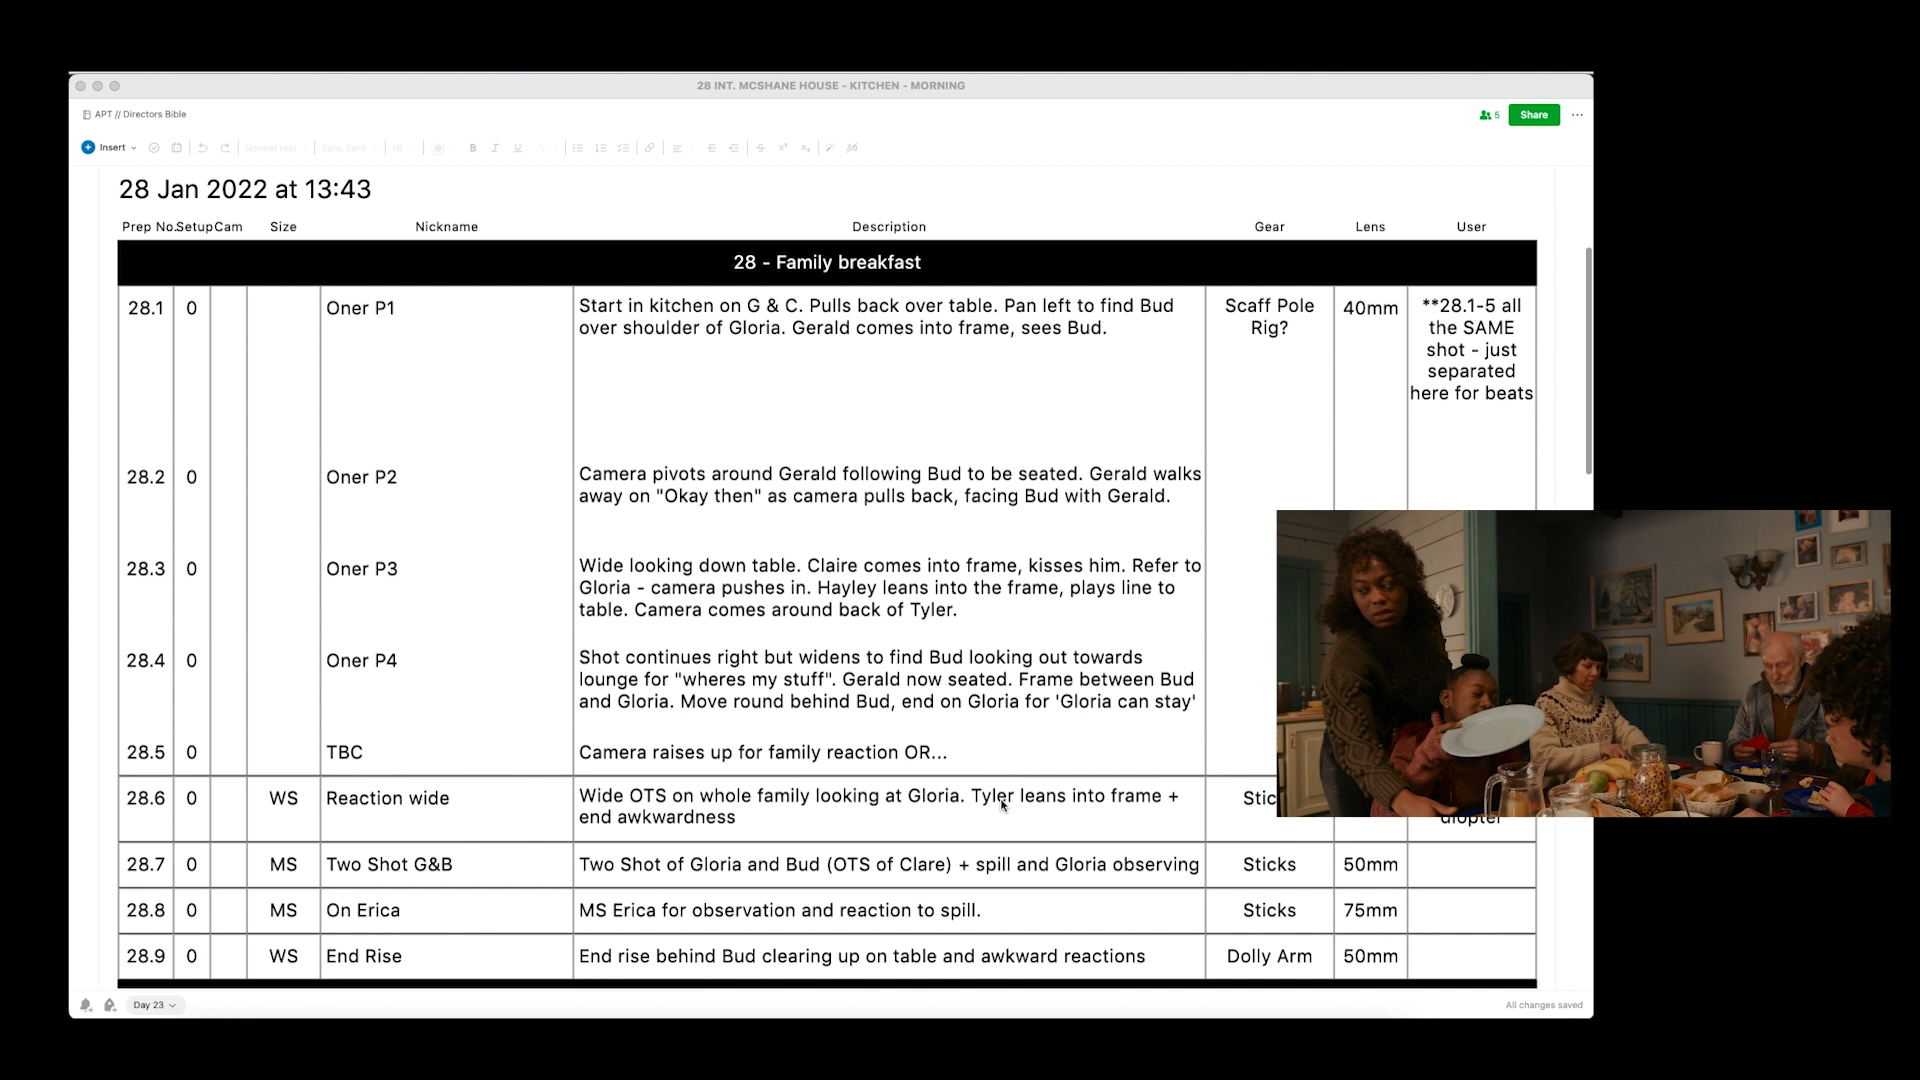 28 INT. MCSHANE HOUSE - KITCHEN - MORNING
APT // Directors Bible
5
Share
Insert
Normal text
Sans Serif
18
B
I
U
28 Jan 2022 at 13:43
Prep No. Setup Cam Size Nickname Description Gear Lens User
28 - Family breakfast
28.1 0 Oner P1 Start in kitchen on G & C. Pulls back over table. Pan left to find Bud Scaff Pole 40mm **28.1-5 all
over shoulder of Gloria. Gerald comes into frame, sees Bud. Rig? the SAME
shot - just
separated
here for beats
28.2 0 Oner P2 Camera pivots around Gerald following Bud to be seated. Gerald walks
away on "Okay then" as camera pulls back, facing Bud with Gerald.
28.3 0 Oner P3 Wide looking down table. Claire comes into frame, kisses him. Refer to
Gloria - camera pushes in. Hayley leans into the frame, plays line to
table. Camera comes around back of Tyler.
28.4 0 Oner P4 Shot continues right but widens to find Bud looking out towards
lounge for "wheres my stuff". Gerald now seated. Frame between Bud
and Gloria. Move round behind Bud, end on Gloria for 'Gloria can stay'
28.5 0 TBC Camera raises up for family reaction OR...
28.6 0 WS Reaction wide Wide OTS on whole family looking at Gloria. Tyler leans into frame + Stic
end awkwardness diopter
28.7 0 MS Two Shot G&B Two Shot of Gloria and Bud (OTS of Clare) + spill and Gloria observing Sticks 50mm
28.8 0 MS On Erica MS Erica for observation and reaction to spill. Sticks 75mm
28.9 0 WS End Rise End rise behind Bud clearing up on table and awkward reactions Dolly Arm 50mm
Day 23
All changes saved